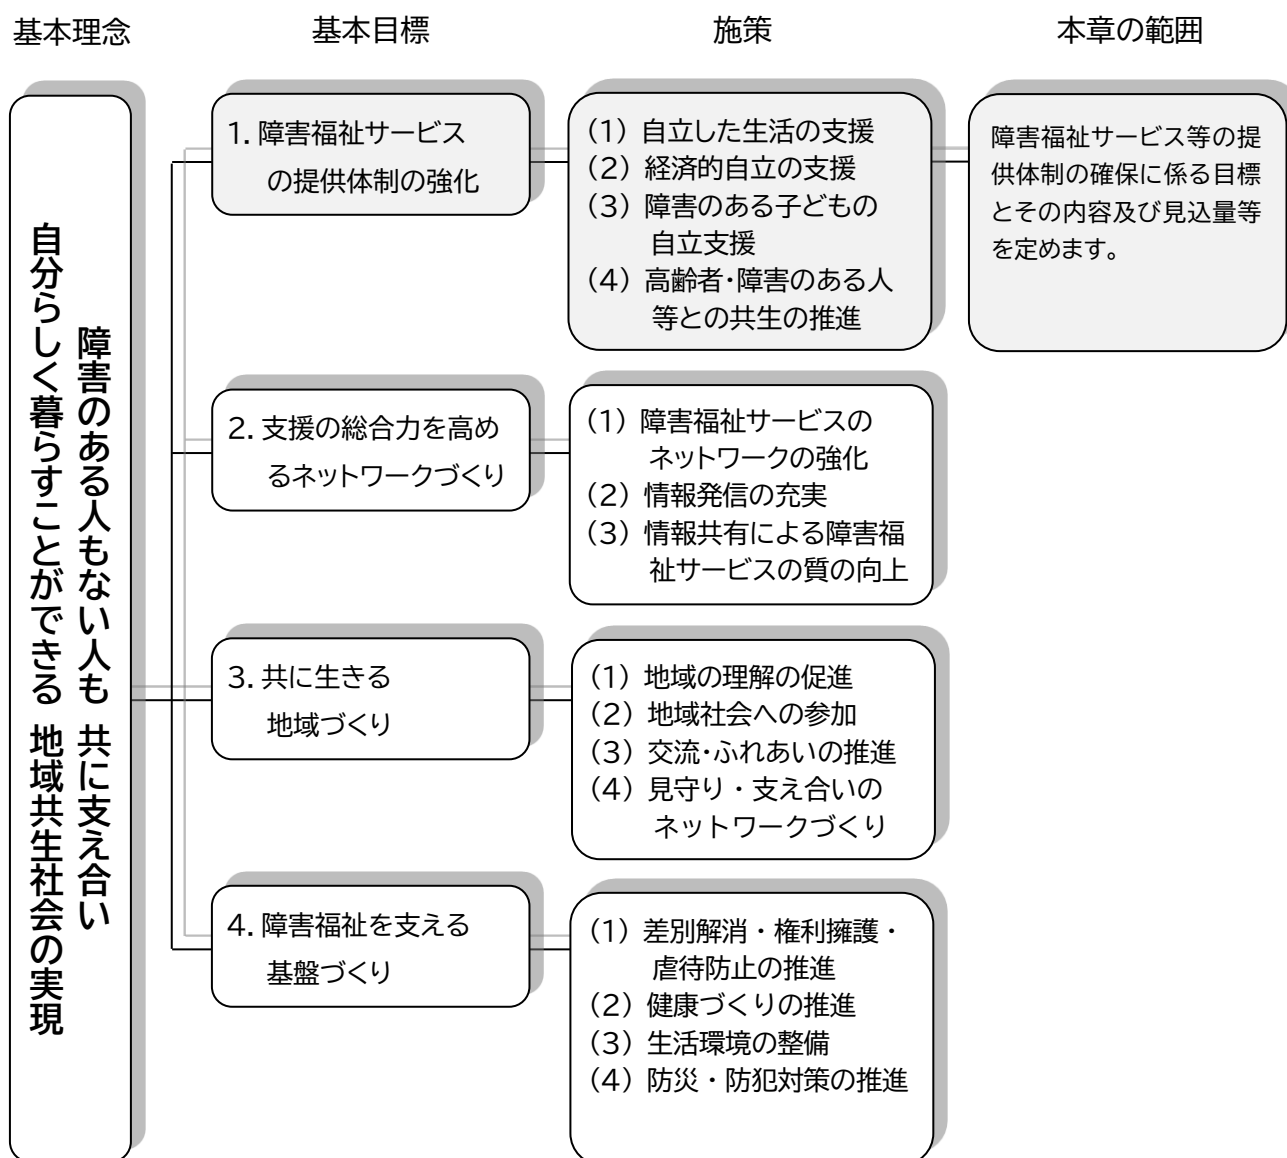 基本理念
基本目標
施策
本章の範囲
障害のある人もない人も 共に支え合い
自分らしく暮らすことができる 地域共生社会の実現
1. 障害福祉サービス
の提供体制の強化
(1) 自立した生活の支援
(2) 経済的自立の支援
(3) 障害のある子どもの
自立支援
(4) 高齢者・障害のある人
等との共生の推進
障害福祉サービス等の提
供体制の確保に係る目標
とその内容及び見込量等
を定めます。
2. 支援の総合力を高め
るネットワークづくり
(1) 障害福祉サービスの
ネットワークの強化
(2) 情報発信の充実
(3) 情報共有による障害福
祉サービスの質の向上
3. 共に生きる
地域づくり
(1) 地域の理解の促進
(2) 地域社会への参加
(3) 交流・ふれあいの推進
(4) 見守り・支え合いの
ネットワークづくり
4. 障害福祉を支える
基盤づくり
(1) 差別解消・権利擁護・
虐待防止の推進
(2) 健康づくりの推進
(3) 生活環境の整備
(4) 防災・防犯対策の推進